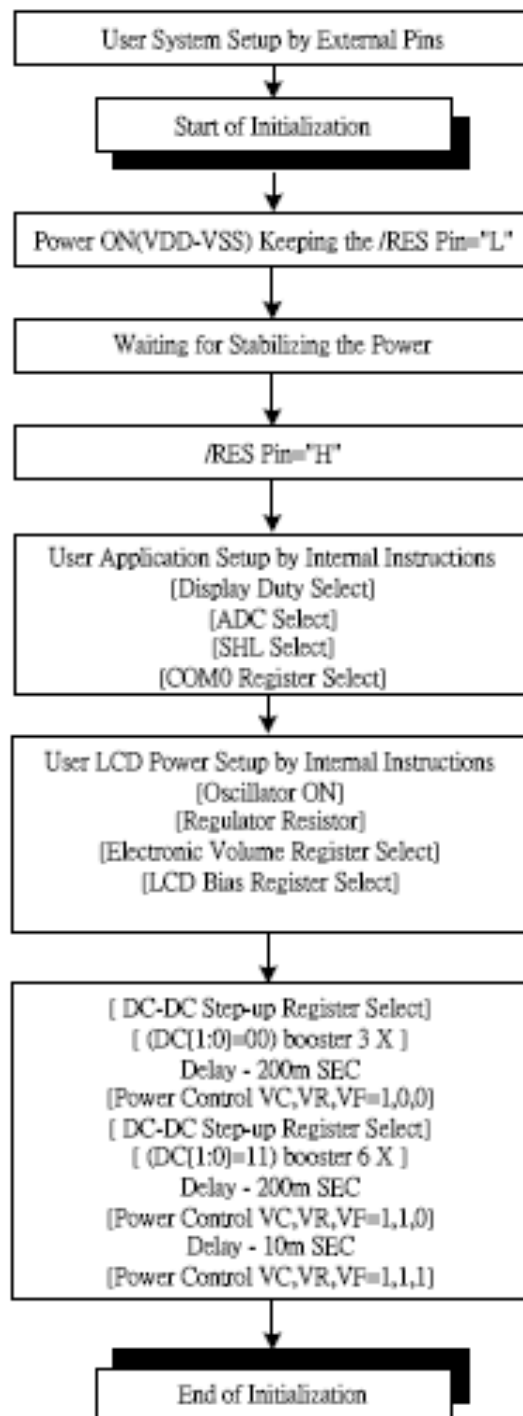 User System Setup by External Pins
Start of Initialization
Power ON(VDD-VSS) Keeping the /RES Pin="L"
Waiting for Stabilizing the Power
/RES Pin="H"
User Application Setup by Internal Instructions
[Display Duty Select]
[ADC Select]
[SHL Select]
[COM0 Register Select]
User LCD Power Setup by Internal Instructions
[Oscillator ON]
[Regulator Resistor]
[Electronic Volume Register Select]
[LCD Bias Register Select]
[ DC-DC Step-up Register Select]
[ (DC[1:0]=00) booster 3 X ]
Delay - 200m SEC
[Power Control VC,VR,VF=1,0,0]
[ DC-DC Step-up Register Select]
[ (DC[1:0]=11) booster 6 X ]
Delay - 200m SEC
[Power Control VC,VR,VF=1,1,0]
Delay - 10m SEC
[Power Control VC,VR,VF=1,1,1]
End of Initialization